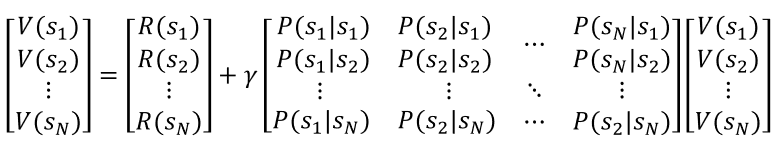 [V(s₁) V(s₂) ⋮ V(s_N)] = [R(s₁) R(s₂) ⋮ R(s_N)] + γ [P(s₁|s₁) P(s₂|s₁) ⋯ P(s_N|s₁) P(s₁|s₂) P(s₂|s₂) P(s_N|s₂) ⋮ ⋮ ⋱ ⋮ P(s₁|s_N) P(s₂|s_N) ⋯ P(s₂|s_N)] [V(s₁) V(s₂) ⋮ V(s_N)]